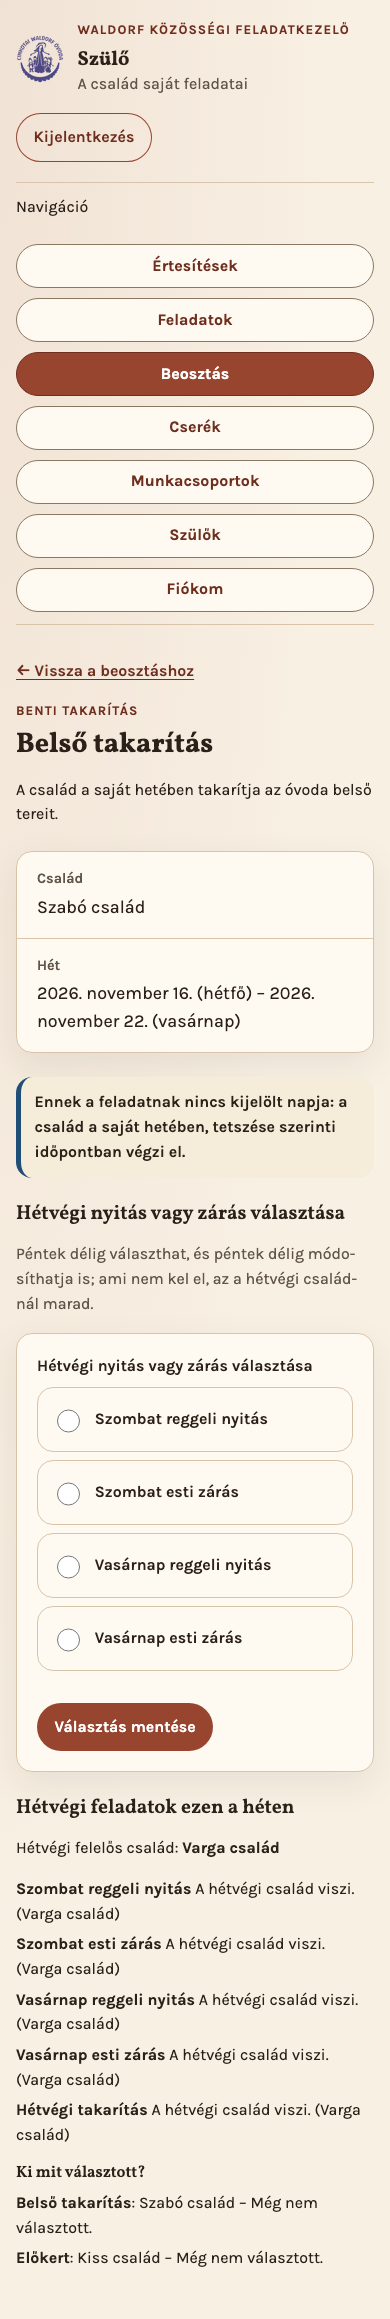 WALDORF KÖZÖSSÉGI FELADATKEZELŐ
Szülő
A család saját feladatai
Kijelentkezés
Navigáció
Értesítések
Feladatok
Beosztás
Cserék
Munkacsoportok
Szülők
Fiókom
← Vissza a beosztáshoz
BENTI TAKARÍTÁS
Belső takarítás
A család a saját hetében takarítja az óvoda belső
tereit.
Család
Szabó család
Hét
2026. november 16. (hétfő) – 2026.
november 22. (vasárnap)
Ennek a feladatnak nincs kijelölt napja: a
család a saját hetében, tetszése szerinti
időpontban végzi el.
Hétvégi nyitás vagy zárás választása
Péntek délig választhat, és péntek délig módo-
síthatja is; ami nem kel el, az a hétvégi család-
nál marad.
Hétvégi nyitás vagy zárás választása
Szombat reggeli nyitás
Szombat esti zárás
Vasárnap reggeli nyitás
Vasárnap esti zárás
Választás mentése
Hétvégi feladatok ezen a héten
Hétvégi felelős család: Varga család
Szombat reggeli nyitás A hétvégi család viszi.
(Varga család)
Szombat esti zárás A hétvégi család viszi.
(Varga család)
Vasárnap reggeli nyitás A hétvégi család viszi.
(Varga család)
Vasárnap esti zárás A hétvégi család viszi.
(Varga család)
Hétvégi takarítás A hétvégi család viszi. (Varga
család)
Ki mit választott?
Belső takarítás: Szabó család – Még nem
választott.
Előkert: Kiss család – Még nem választott.